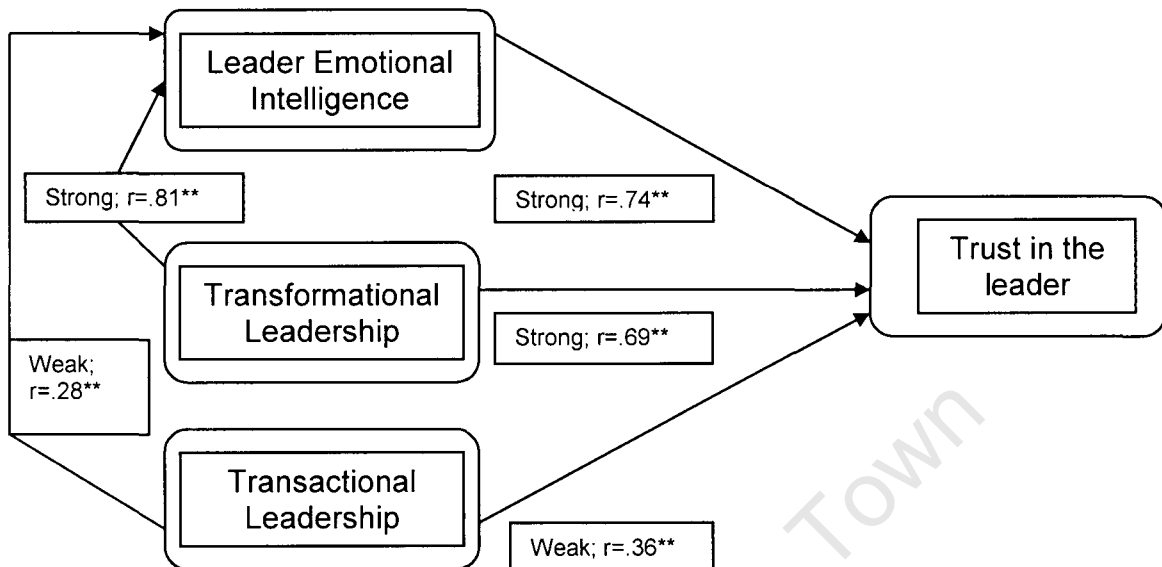 Leader Emotional
Intelligence
Strong; r=.81**
Strong; r=.74**
Trust in the
leader
Transformational
Leadership
Strong; r=.69**
Weak;
r=.28**
Transactional
Leadership
Weak; r=.36**
Town